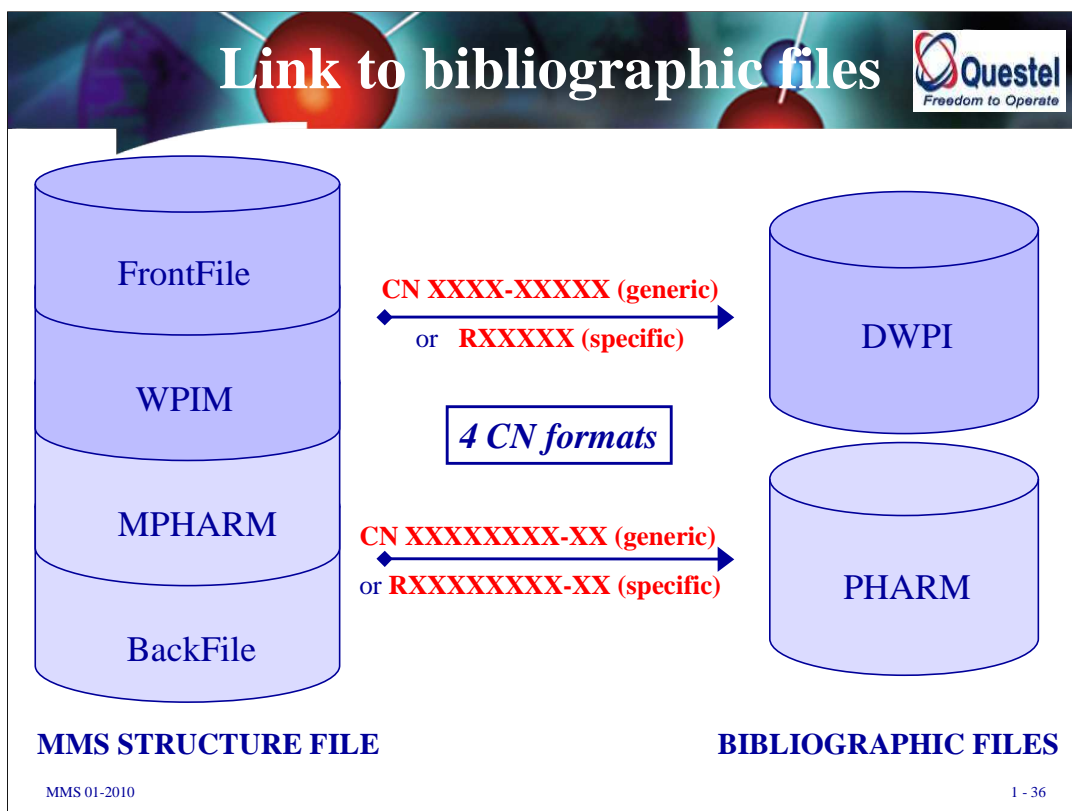 Link to bibliographic files
Questel
Freedom to Operate
FrontFile
WPIM
MPHARM
BackFile
CN XXXX-XXXXX (generic)
or RXXXXX (specific)
4 CN formats
CN XXXXXXXX-XX (generic)
or RXXXXXXXX-XX (specific)
DWPI
PHARM
MMS STRUCTURE FILE
BIBLIOGRAPHIC FILES
MMS 01-2010
1 - 36